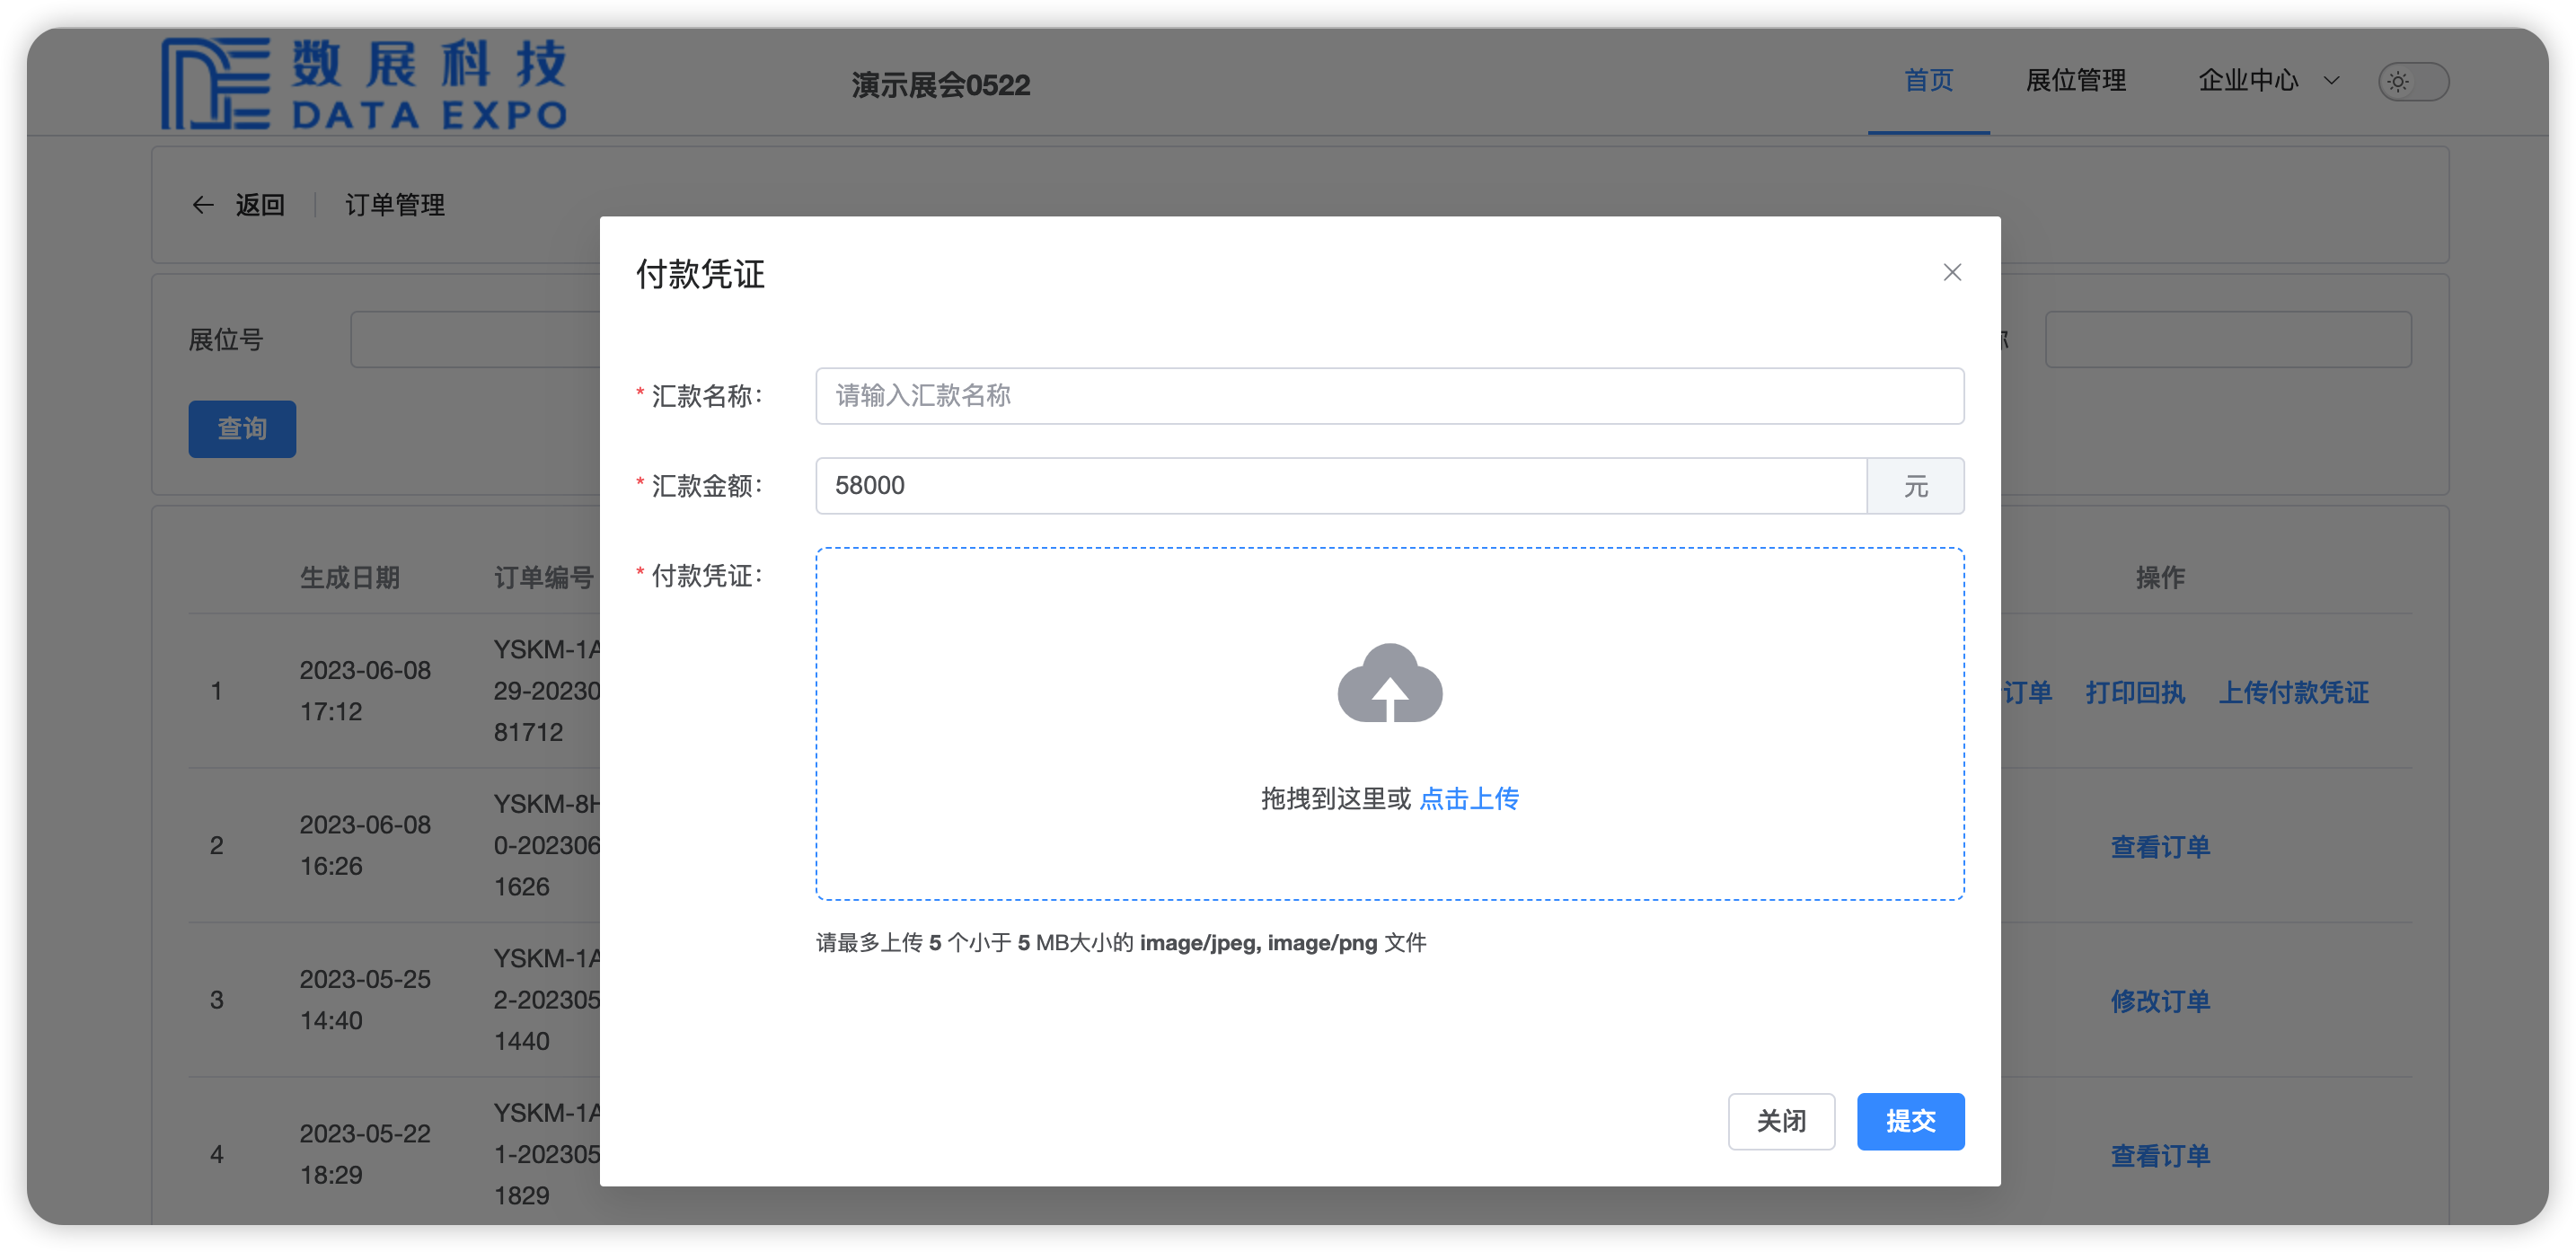 数展科技
DATA EXPO
演示展会0522
首页 展位管理 企业中心
返回 订单管理
付款凭证
展位号
查询
* 汇款名称: 请输入汇款名称
* 汇款金额: 58000 元
* 付款凭证:
拖拽到这里或 点击上传
请最多上传 5 个小于 5 MB大小的 image/jpeg, image/png 文件
关闭 提交
生成日期 订单编号 操作
1 2023-06-08 17:12 YSKM-1A
29-20230
81712
订单 打印回执 上传付款凭证
2 2023-06-08 16:26 YSKM-8H
0-202306
1626
查看订单
3 2023-05-25 14:40 YSKM-1A
2-202305
1440
修改订单
4 2023-05-22 18:29 YSKM-1A
1-202305
1829
查看订单